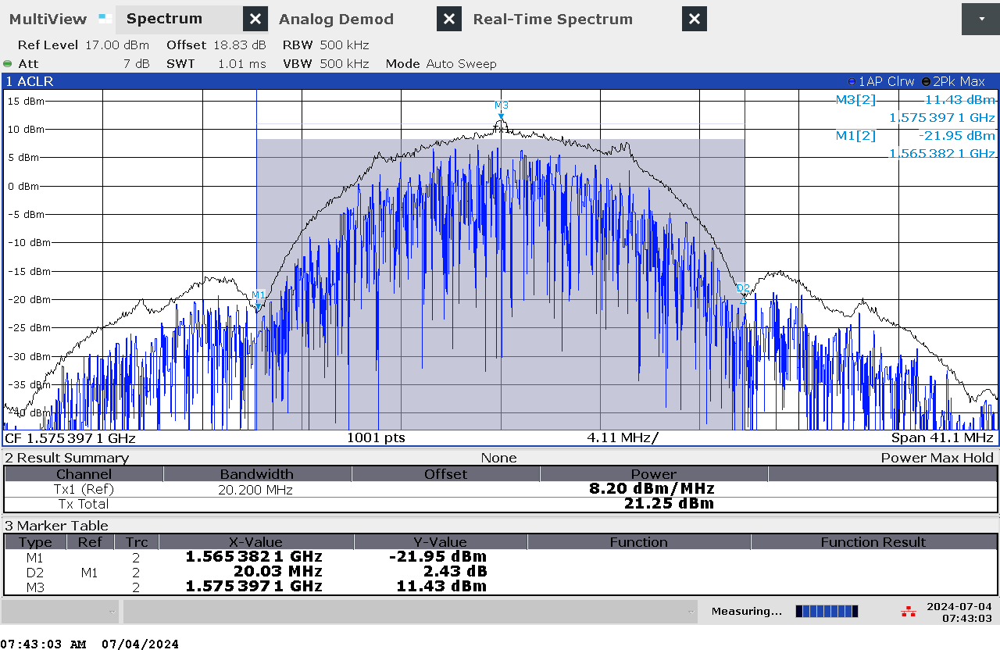 MultiView Spectrum Analog Demod Real-Time Spectrum
Ref Level 17.00 dBm Offset 18.83 dB RBW 500 kHz
Att 7 dB SWT 1.01 ms VBW 500 kHz Mode Auto Sweep
1 ACLR 1AP Clrw 2Pk Max
M3[2] 11.43 dBm
1.575 397 1 GHz
M1[2] -21.95 dBm
1.565 382 1 GHz
M3
15 dBm
10 dBm
5 dBm
0 dBm
-5 dBm
-10 dBm
-15 dBm
M1
D2
-20 dBm
-25 dBm
-30 dBm
-35 dBm
-40 dBm
CF 1.575 397 1 GHz 1001 pts 4.11 MHz/ Span 41.1 MHz
2 Result Summary None Power Max Hold
Channel Bandwidth Offset Power
Tx1 (Ref) 20.200 MHz 8.20 dBm/MHz
Tx Total 21.25 dBm
3 Marker Table
Type Ref Trc X-Value Y-Value Function Function Result
M1 2 1.565 382 1 GHz -21.95 dBm
D2 M1 2 20.03 MHz 2.43 dB
M3 2 1.575 397 1 GHz 11.43 dBm
Measuring... 2024-07-04
07:43:03
07:43:03 AM 07/04/2024